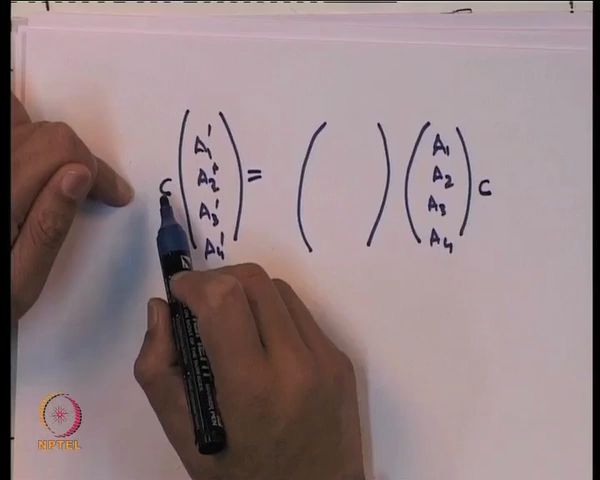 c ( A₁' ) = (   ) ( A₁ ) c
A₂' A₂
A₃' A₃
A₄' A₄
NPTEL